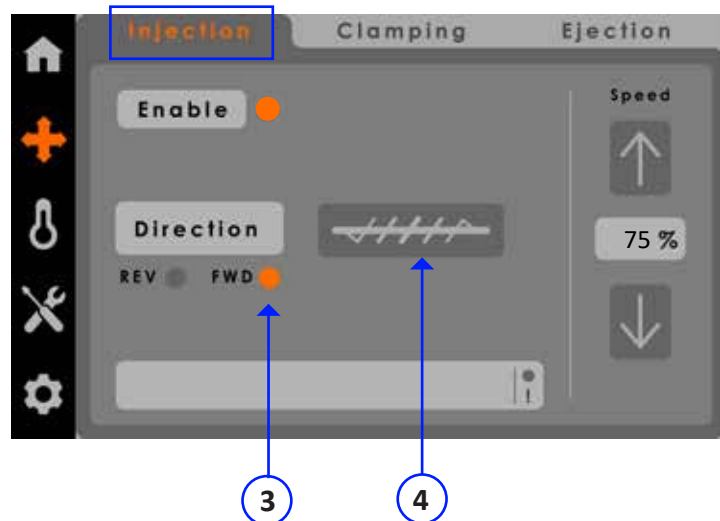 Injection Clamping Ejection
Enable
Speed
Direction
75 %
REV FWD
!
3 4